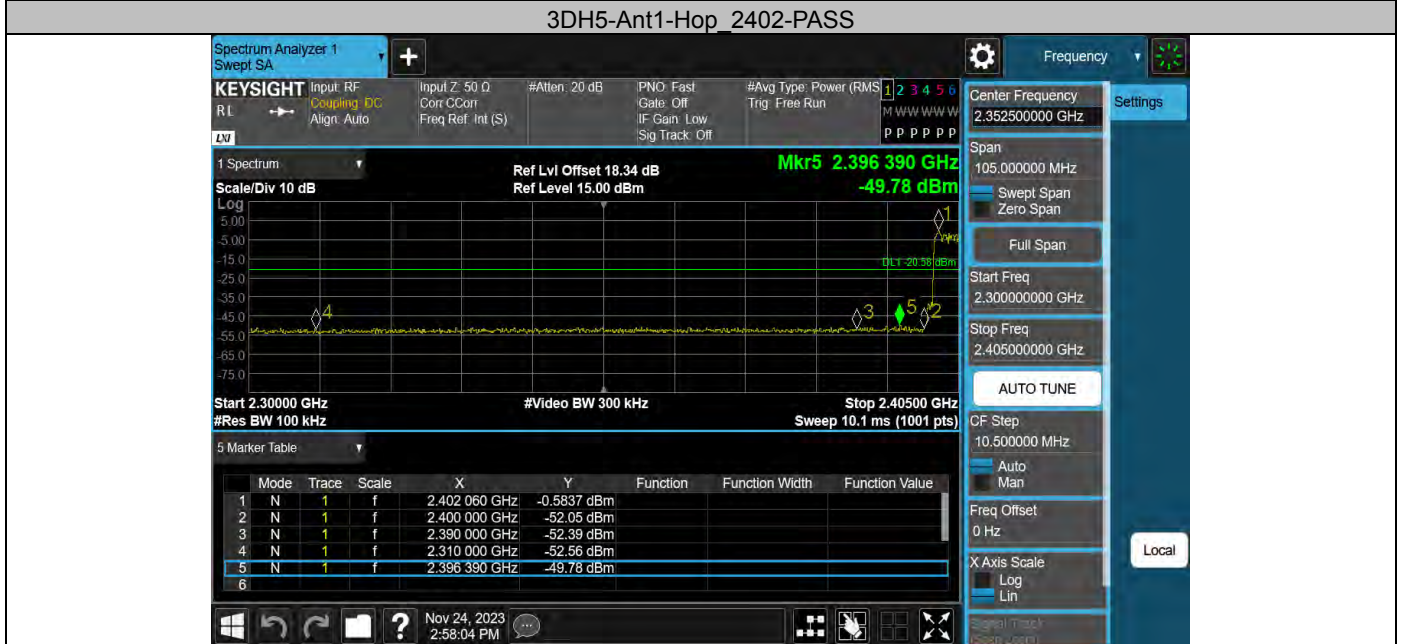 3DH5-Ant1-Hop_2402-PASS
Spectrum Analyzer 1
Swept SA
+
Frequency
KEYSIGHT
RL
LXI
Input: RF
Coupling: DC
Align: Auto
Input Z: 50 Ω
Corr CCorr
Freq Ref: Int (S)
#Atten: 20 dB
PNO: Fast
Gate: Off
IF Gain: Low
Sig Track: Off
#Avg Type: Power (RMS
Trig: Free Run
1 2 3 4 5 6
M W W W W W
P P P P P P
Settings
1 Spectrum
Scale/Div 10 dB
Log
Ref Lvl Offset 18.34 dB
Ref Level 15.00 dBm
Mkr5 2.396 390 GHz
-49.78 dBm
5.00
-5.00
-15.0
-25.0
-35.0
-45.0
-55.0
-65.0
-75.0
1
DL1 -20.58 dBm
4
3
5
2
Start 2.30000 GHz
#Res BW 100 kHz
#Video BW 300 kHz
Stop 2.40500 GHz
Sweep 10.1 ms (1001 pts)
5 Marker Table
Mode Trace Scale X Y Function Function Width Function Value
1 N 1 f 2.402 060 GHz -0.5837 dBm
2 N 1 f 2.400 000 GHz -52.05 dBm
3 N 1 f 2.390 000 GHz -52.39 dBm
4 N 1 f 2.310 000 GHz -52.56 dBm
5 N 1 f 2.396 390 GHz -49.78 dBm
6
Center Frequency
2.352500000 GHz
Span
105.000000 MHz
Swept Span
Zero Span
Full Span
Start Freq
2.300000000 GHz
Stop Freq
2.405000000 GHz
AUTO TUNE
CF Step
10.500000 MHz
Auto
Man
Freq Offset
0 Hz
X Axis Scale
Log
Lin
Signal Track
(Span Zoom)
Local
?
Nov 24, 2023
2:58:04 PM